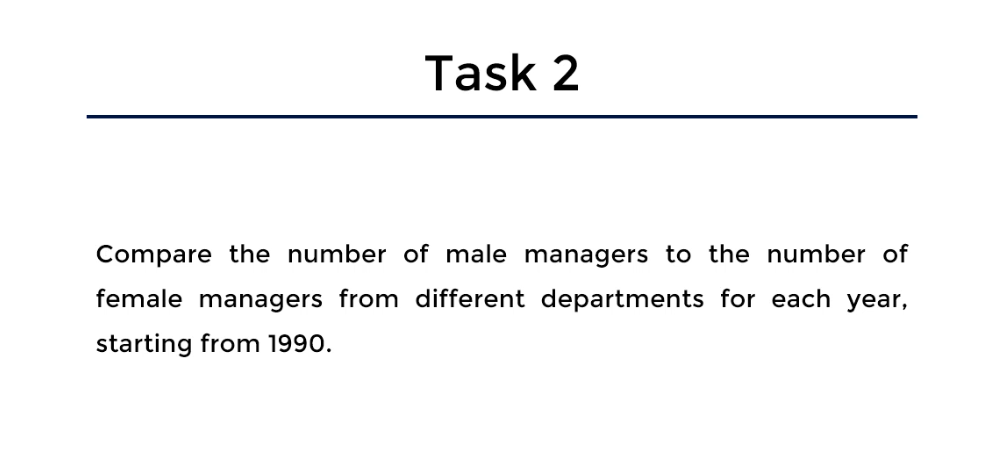 Task 2
Compare the number of male managers to the number of
female managers from different departments for each year,
starting from 1990.